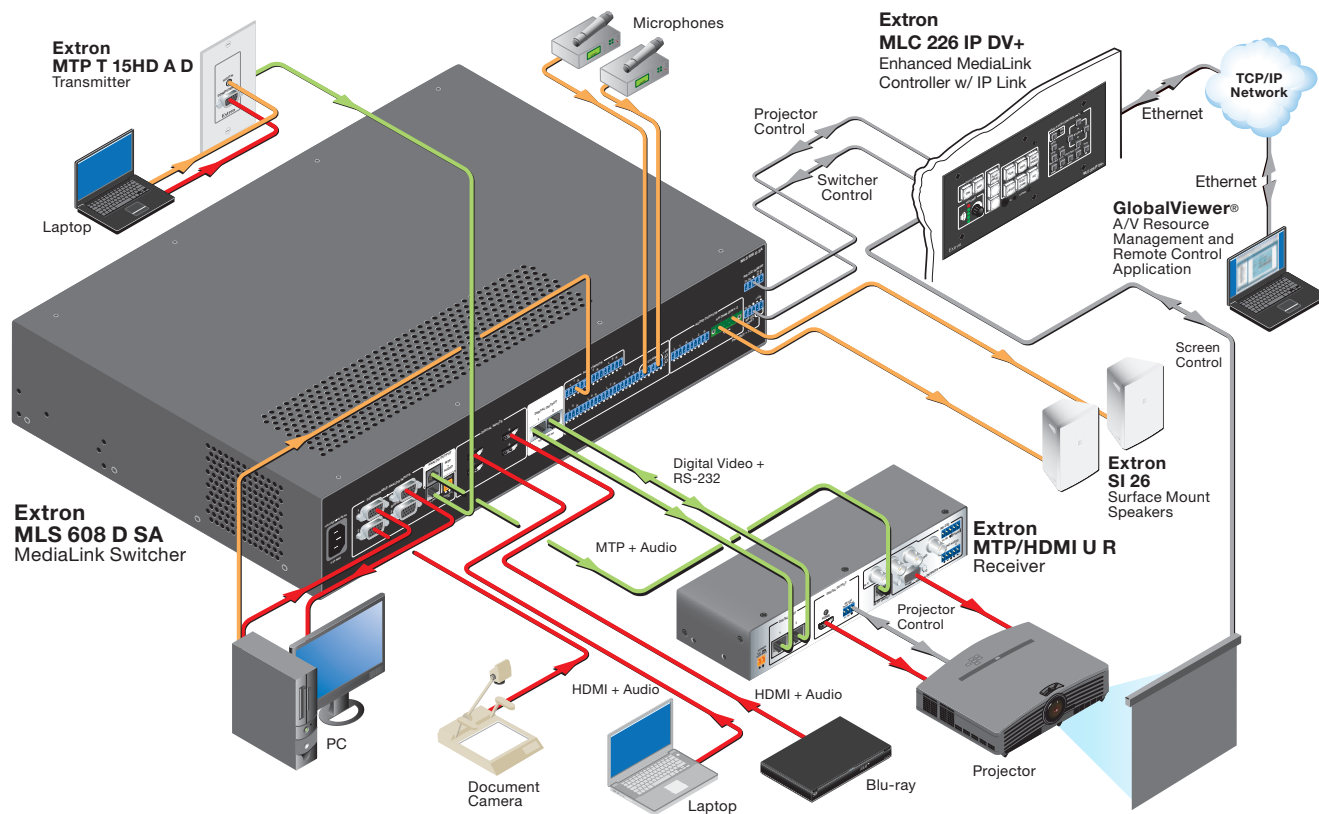 Extron
MTP T 15HD A D
Transmitter
Microphones
Extron
MLC 226 IP DV+
Enhanced MediaLink
Controller w/ IP Link
TCP/IP
Network
Projector
Control
Ethernet
Switcher
Control
Ethernet
Laptop
GlobalViewer®
A/V Resource
Management and
Remote Control
Application
Screen
Control
Digital Video +
RS-232
Extron
SI 26
Surface Mount
Speakers
Extron
MLS 608 D SA
MediaLink Switcher
Extron
MTP/HDMI U R
Receiver
MTP + Audio
Projector
Control
HDMI + Audio
HDMI + Audio
PC
Document
Camera
Laptop
Blu-ray
Projector